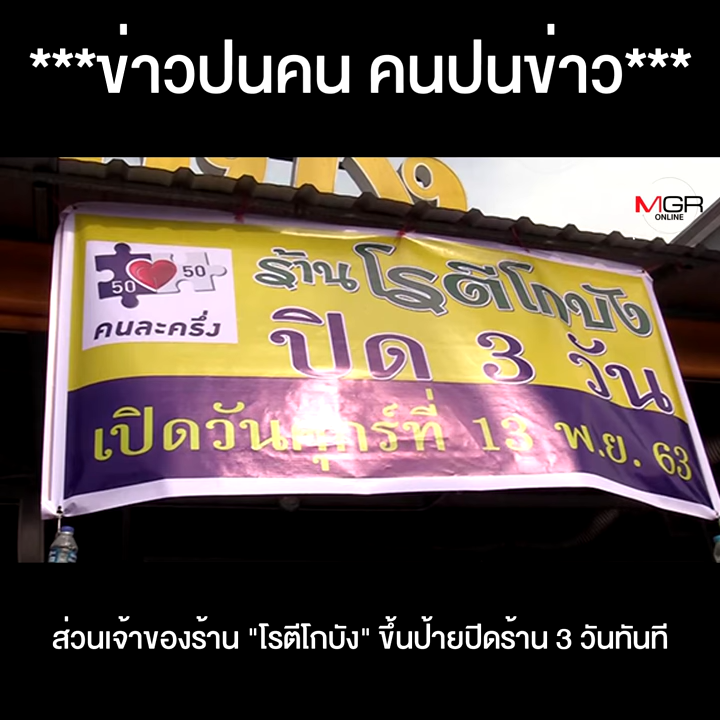 ***ข่าวปนคน คนปนข่าว***
MGR
ONLINE
50
50
คนละครึ่ง
ร้านโรตีโกบัง
ปิด 3 วัน
เปิดวันศุกร์ที่ 13 พ.ย. 63
ส่วนเจ้าของร้าน "โรตีโกบัง" ขึ้นป้ายปิดร้าน 3 วันทันที